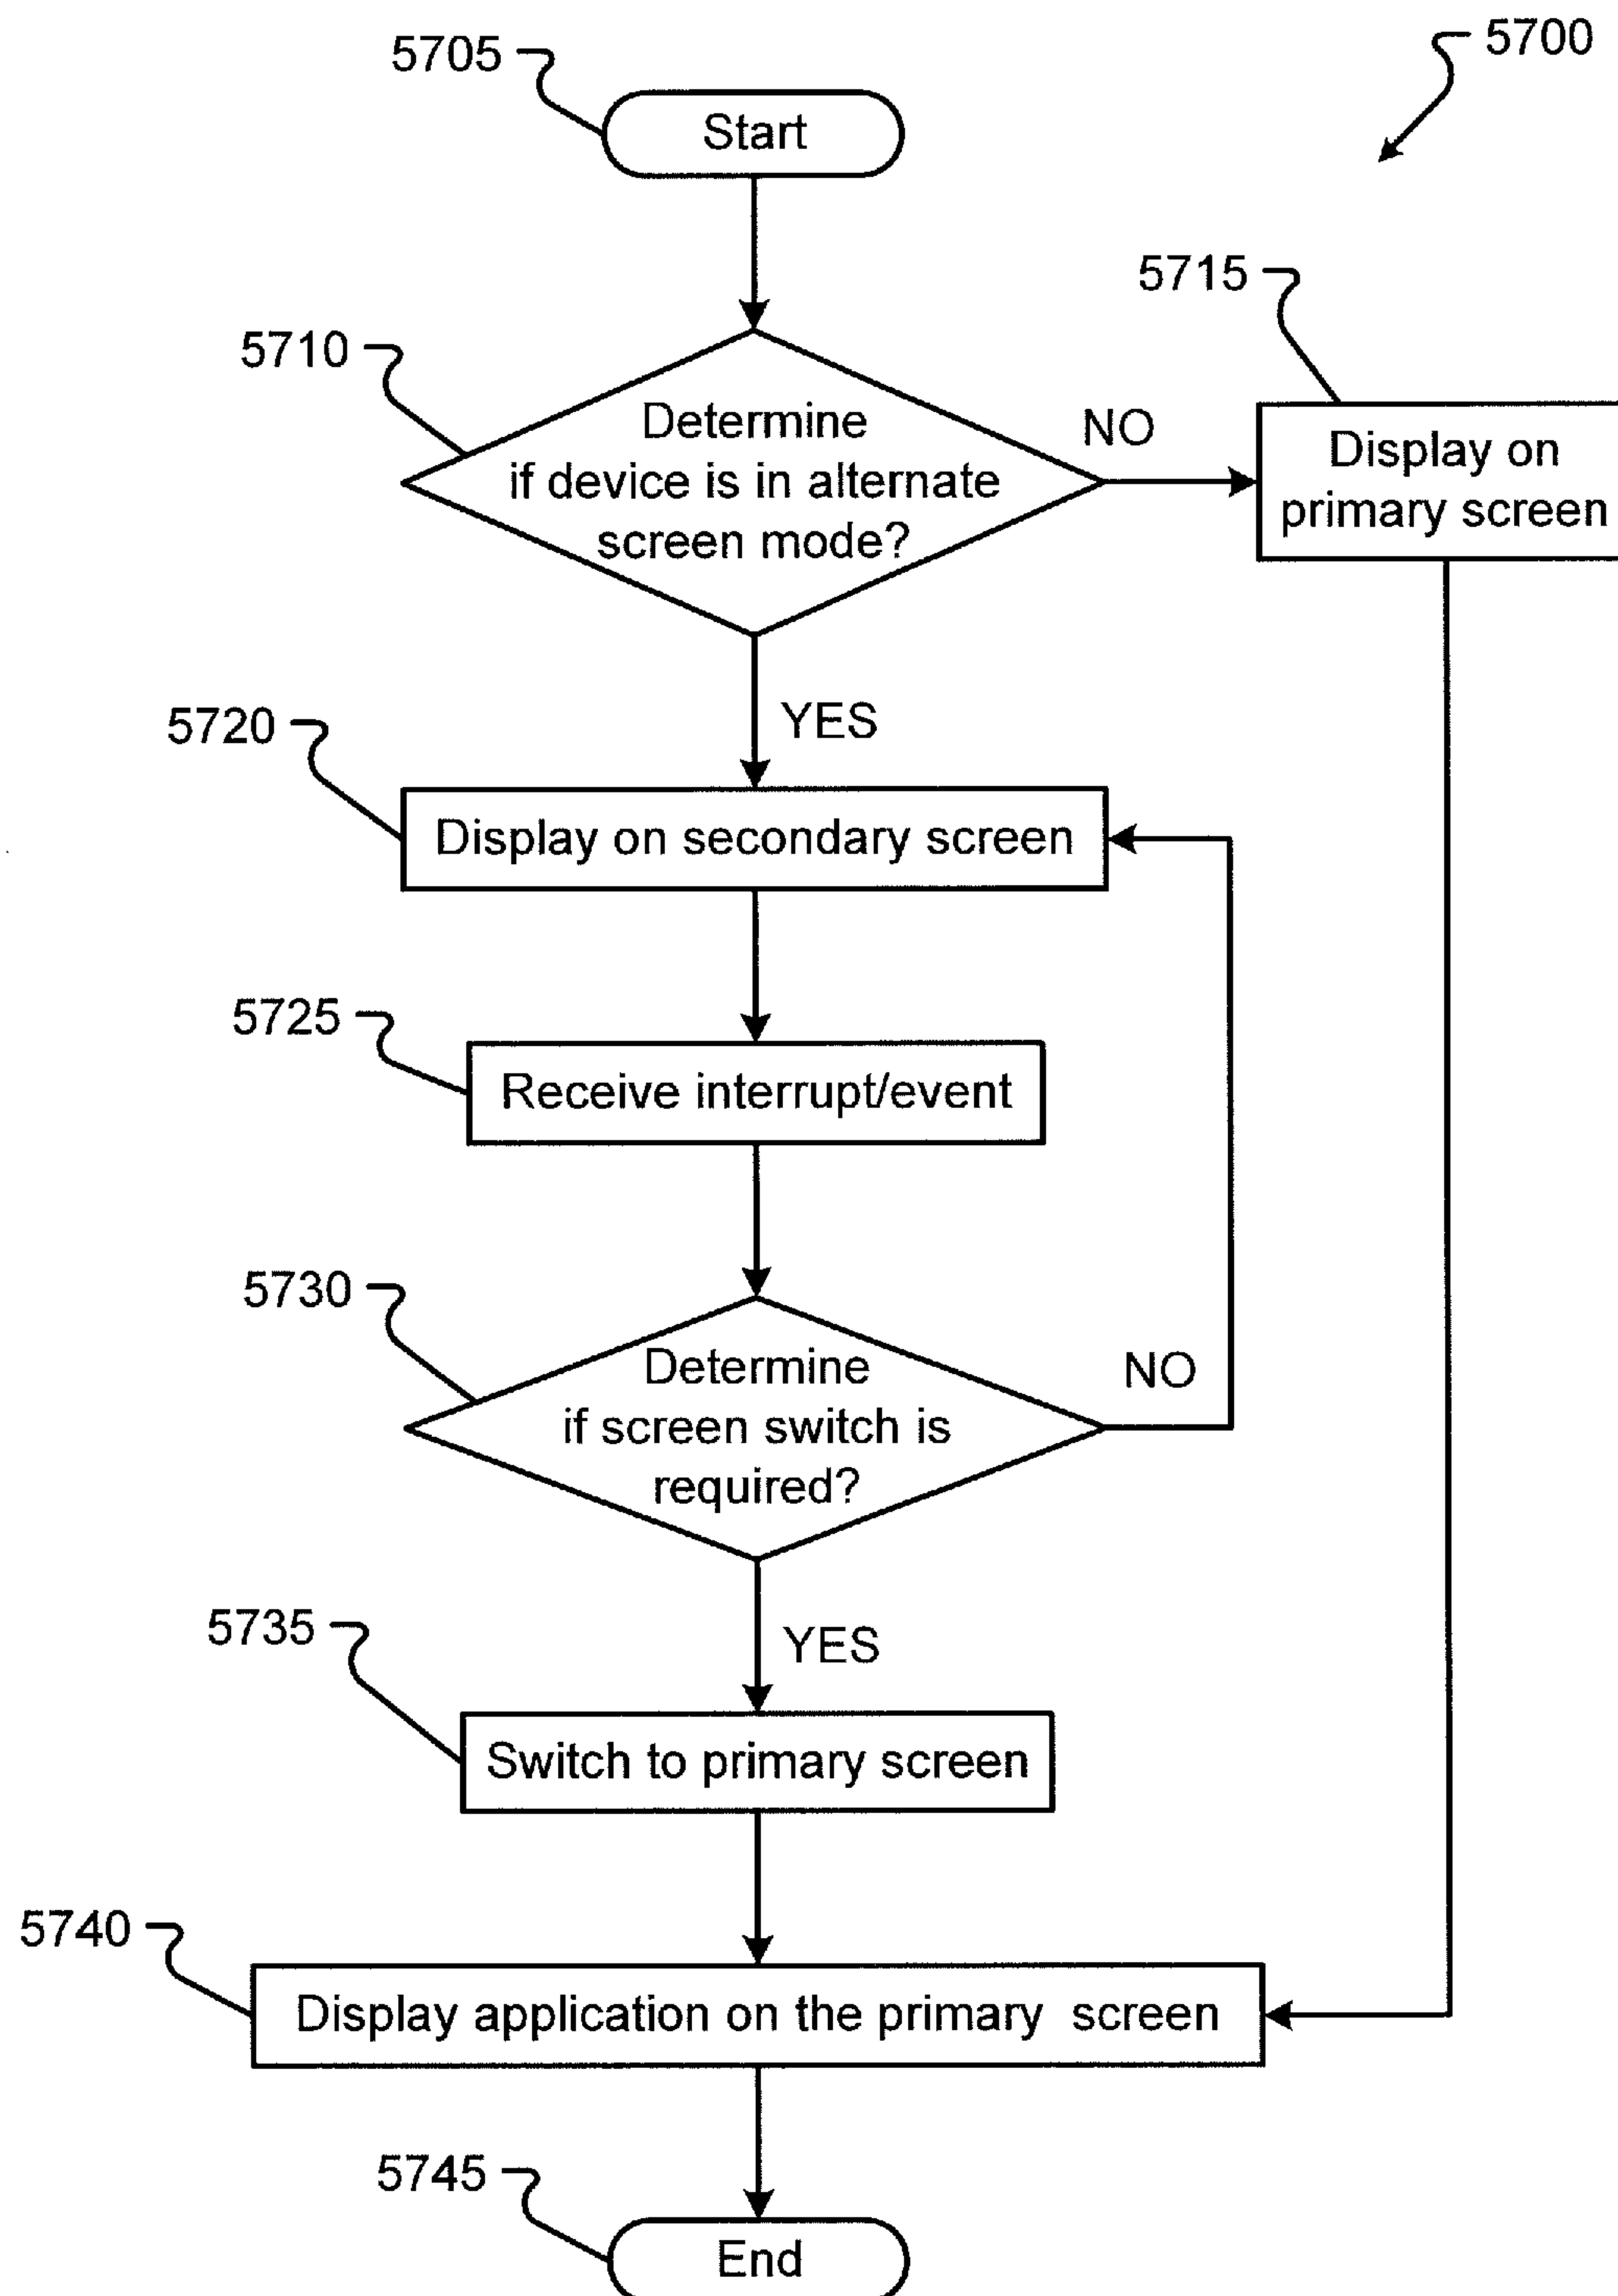 5700
5705
Start
5710
Determine
if device is in alternate
screen mode?
NO
5715
Display on
primary screen
YES
5720
Display on secondary screen
5725
Receive interrupt/event
5730
Determine
if screen switch is
required?
NO
YES
5735
Switch to primary screen
5740
Display application on the primary screen
5745
End